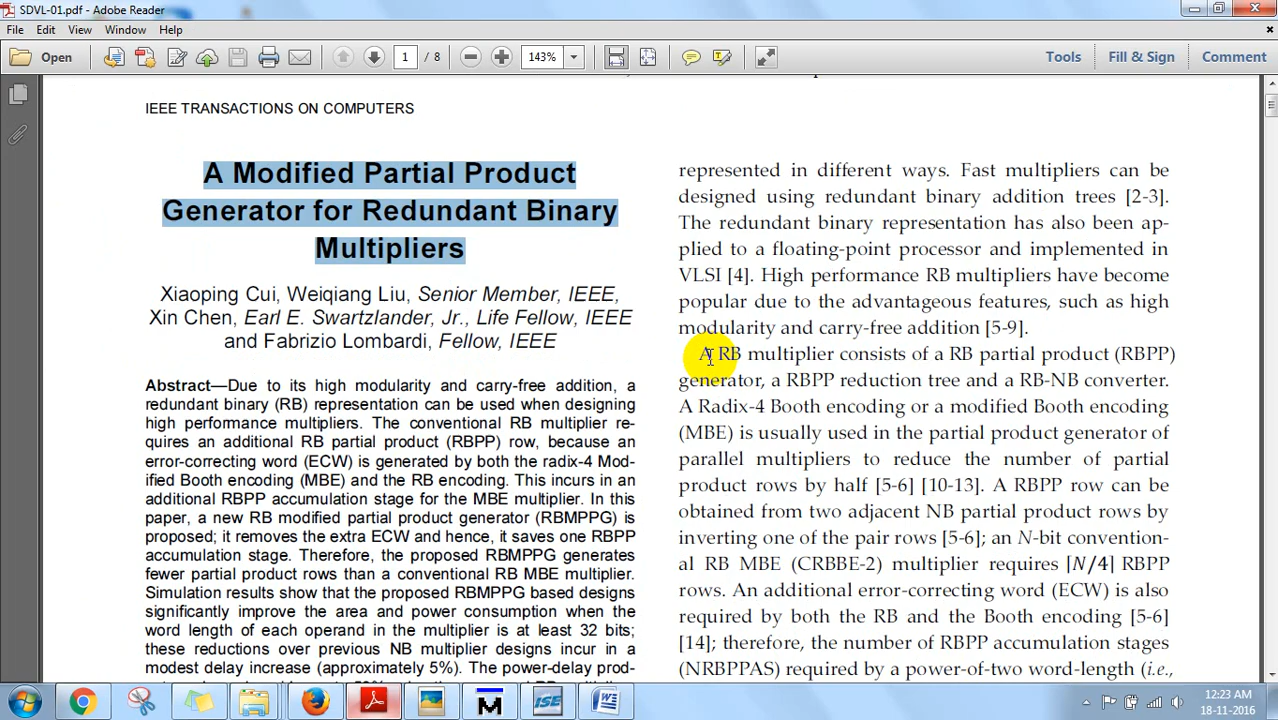 SDVL-01.pdf - Adobe Reader
File Edit View Window Help
Open 1 / 8 143% Tools Fill & Sign Comment
IEEE TRANSACTIONS ON COMPUTERS
A Modified Partial Product
Generator for Redundant Binary
Multipliers
Xiaoping Cui, Weiqiang Liu, Senior Member, IEEE,
Xin Chen, Earl E. Swartzlander, Jr., Life Fellow, IEEE
and Fabrizio Lombardi, Fellow, IEEE
Abstract—Due to its high modularity and carry-free addition, a
redundant binary (RB) representation can be used when designing
high performance multipliers. The conventional RB multiplier re-
quires an additional RB partial product (RBPP) row, because an
error-correcting word (ECW) is generated by both the radix-4 Mod-
ified Booth encoding (MBE) and the RB encoding. This incurs in an
additional RBPP accumulation stage for the MBE multiplier. In this
paper, a new RB modified partial product generator (RBMPPG) is
proposed; it removes the extra ECW and hence, it saves one RBPP
accumulation stage. Therefore, the proposed RBMPPG generates
fewer partial product rows than a conventional RB MBE multiplier.
Simulation results show that the proposed RBMPPG based designs
significantly improve the area and power consumption when the
word length of each operand in the multiplier is at least 32 bits;
these reductions over previous NB multiplier designs incur in a
modest delay increase (approximately 5%). The power-delay prod-
represented in different ways. Fast multipliers can be
designed using redundant binary addition trees [2-3].
The redundant binary representation has also been ap-
plied to a floating-point processor and implemented in
VLSI [4]. High performance RB multipliers have become
popular due to the advantageous features, such as high
modularity and carry-free addition [5-9].
A RB multiplier consists of a RB partial product (RBPP)
generator, a RBPP reduction tree and a RB-NB converter.
A Radix-4 Booth encoding or a modified Booth encoding
(MBE) is usually used in the partial product generator of
parallel multipliers to reduce the number of partial
product rows by half [5-6] [10-13]. A RBPP row can be
obtained from two adjacent NB partial product rows by
inverting one of the pair rows [5-6]; an N-bit convention-
al RB MBE (CRBBE-2) multiplier requires ⌈N/4⌉ RBPP
rows. An additional error-correcting word (ECW) is also
required by both the RB and the Booth encoding [5-6]
[14]; therefore, the number of RBPP accumulation stages
(NRBPPAS) required by a power-of-two word-length (i.e.,
ISE
12:23 AM
18-11-2016